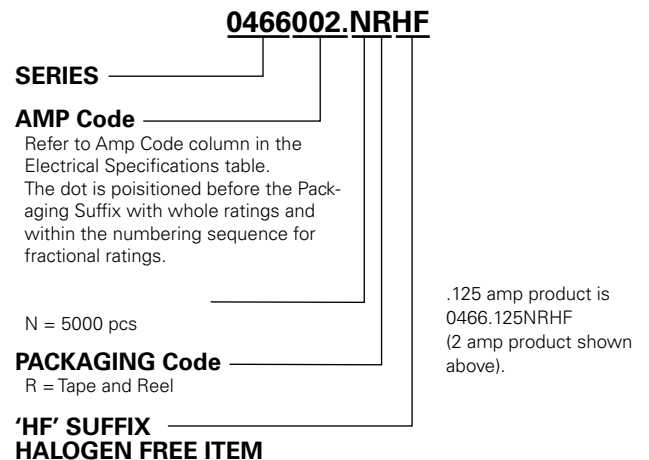 0466002.NRHF
SERIES
AMP Code
Refer to Amp Code column in the
Electrical Specifications table.
The dot is poisitioned before the Pack-
aging Suffix with whole ratings and
within the numbering sequence for
fractional ratings.
N = 5000 pcs
PACKAGING Code
R = Tape and Reel
‘HF’ SUFFIX
HALOGEN FREE ITEM
.125 amp product is
0466.125NRHF
(2 amp product shown
above).